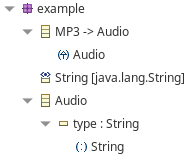 example
MP3 -> Audio
Audio
String [java.lang.String]
Audio
type : String
: String